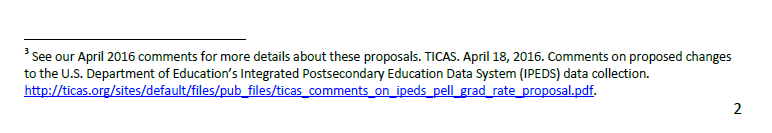 3 See our April 2016 comments for more details about these proposals. TICAS. April 18, 2016. Comments on proposed changes
to the U.S. Department of Education’s Integrated Postsecondary Education Data System (IPEDS) data collection.
http://ticas.org/sites/default/files/pub_files/ticas_comments_on_ipeds_pell_grad_rate_proposal.pdf.
2